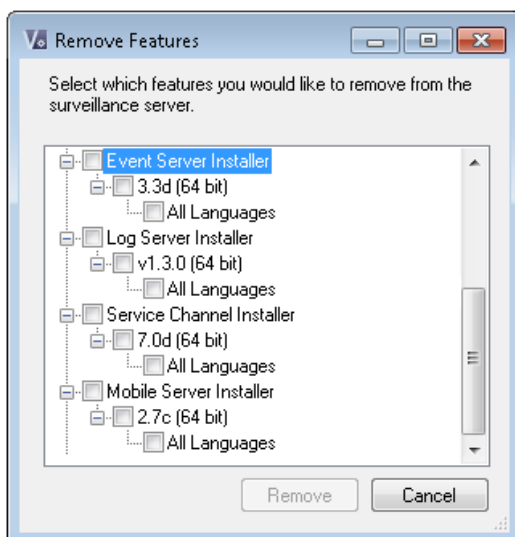 Remove Features
Select which features you would like to remove from the
surveillance server.
Event Server Installer
3.3d (64 bit)
All Languages
Log Server Installer
v1.3.0 (64 bit)
All Languages
Service Channel Installer
7.0d (64 bit)
All Languages
Mobile Server Installer
2.7c (64 bit)
All Languages
Remove
Cancel